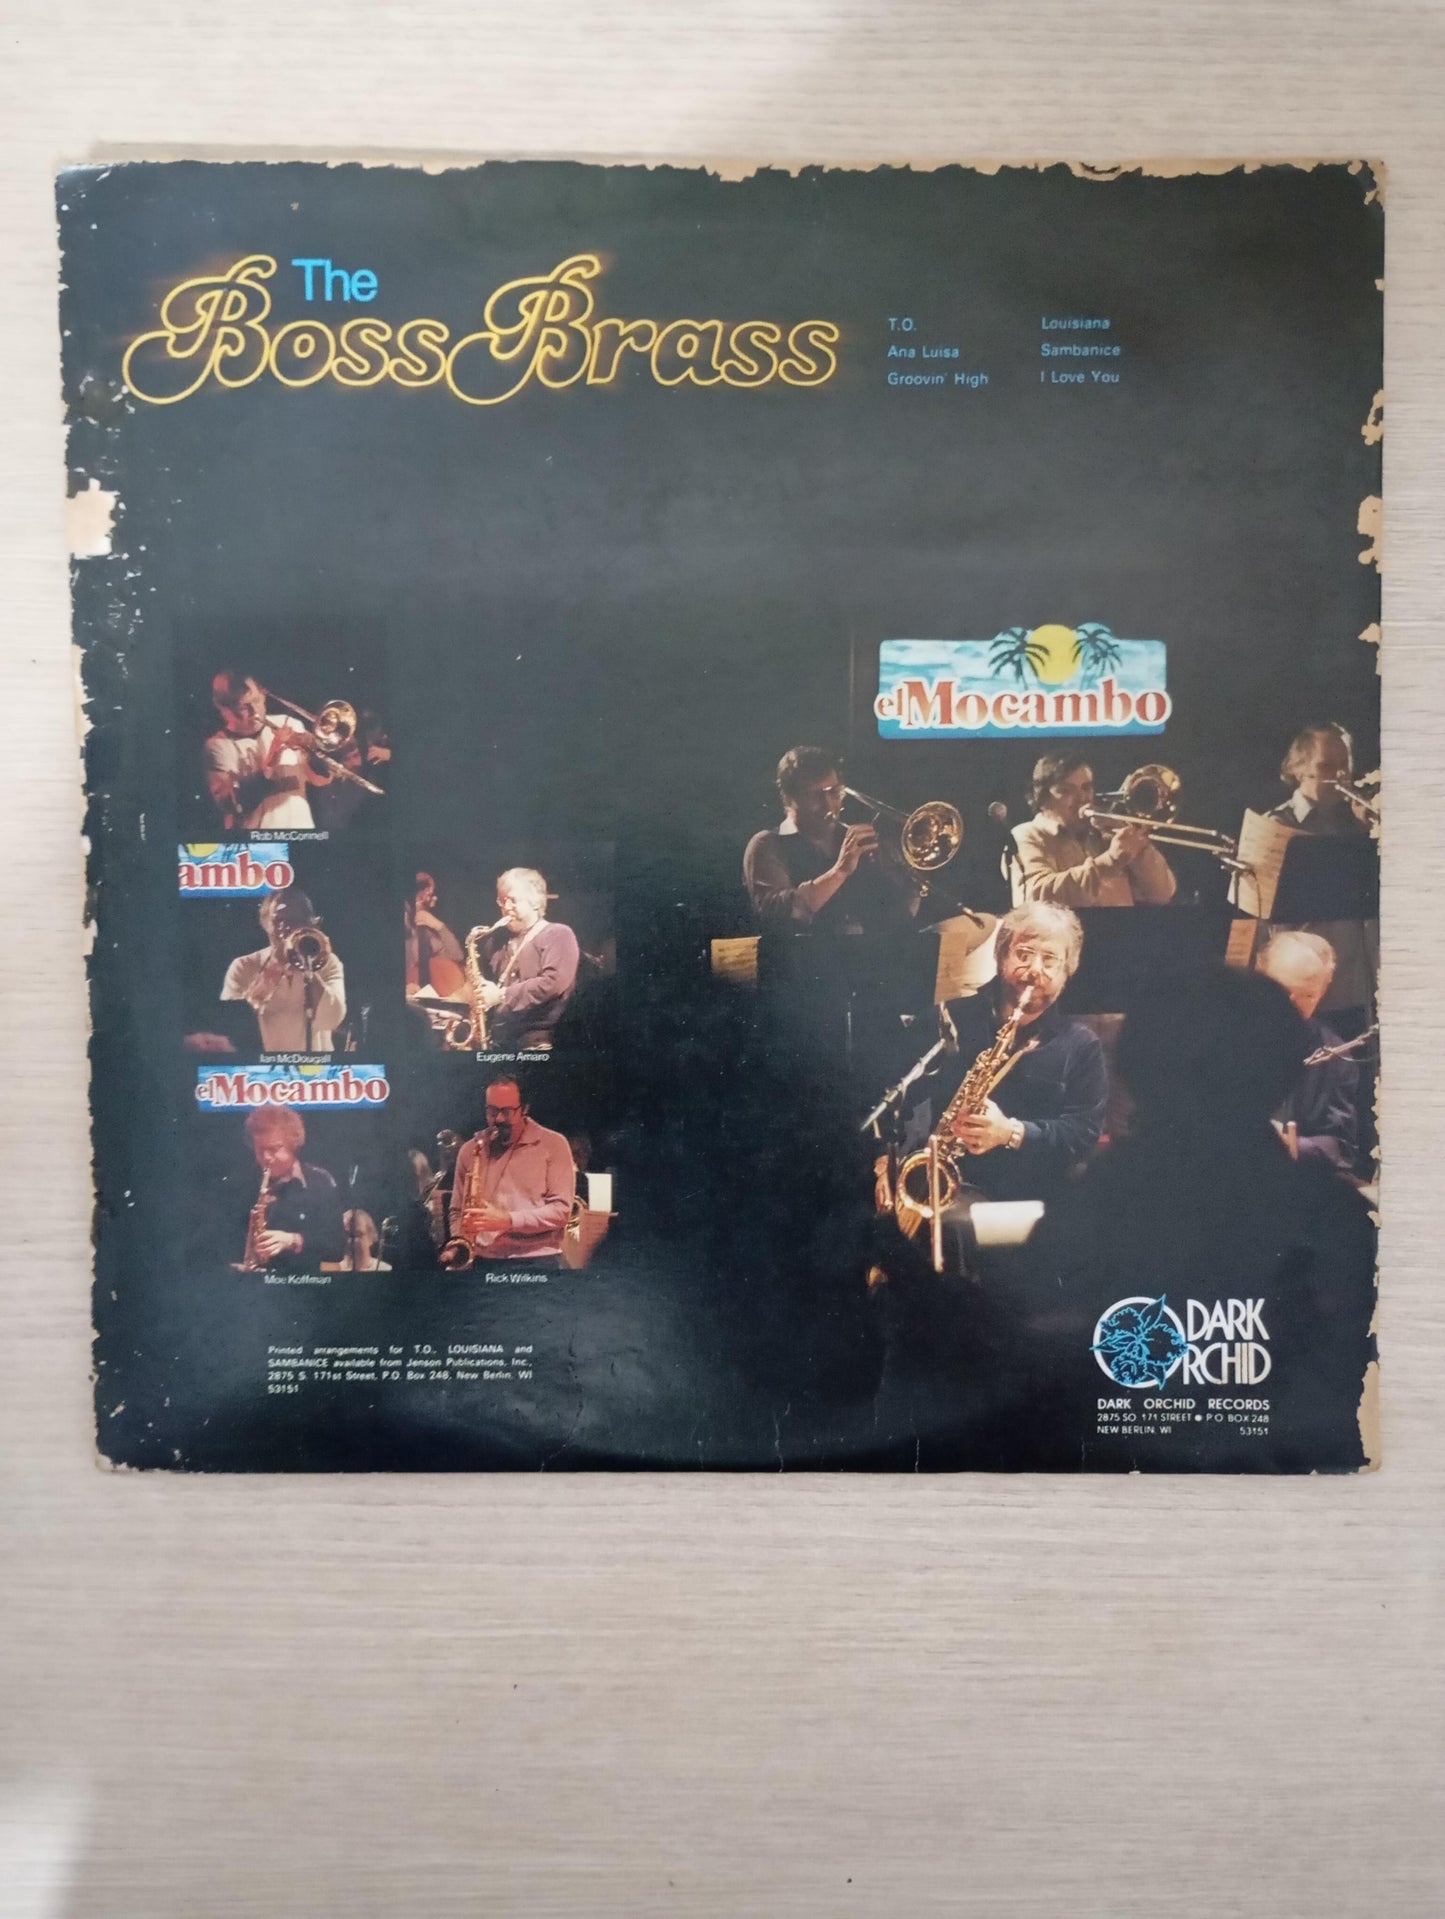 The
Boss Brass
T.O.
Ana Luisa
Groovin' High
Louisiana
Sambanice
I Love You
el Mocambo
Rob McConnell
ambo
Ian McDougall
Eugene Amaro
el Mocambo
Moe Koffman
Rick Wilkins
Printed arrangements for T.O., LOUISIANA and
SAMBANICE available from Jenson Publications, Inc.,
2875 S. 171st Street, P.O. Box 248, New Berlin, WI
53151
DARK
ORCHID
DARK ORCHID RECORDS
2875 SO 171 STREET ● P O BOX 248
NEW BERLIN, WI 53151